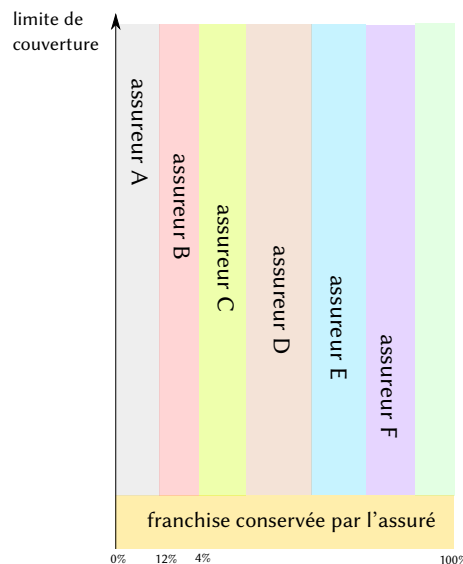 limite de
couverture
assureur A
assureur B
assureur C
assureur D
assureur E
assureur F
franchise conservée par l'assuré
0%
12%
4%
100%